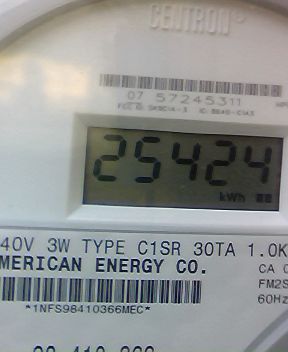 CENTRON®
07 57245311
25424
kWh
40V 3W TYPE C1SR 30TA 1.0K
MERICAN ENERGY CO.
CA 0
FM2S
*1NFS98410366MEC*
60Hz